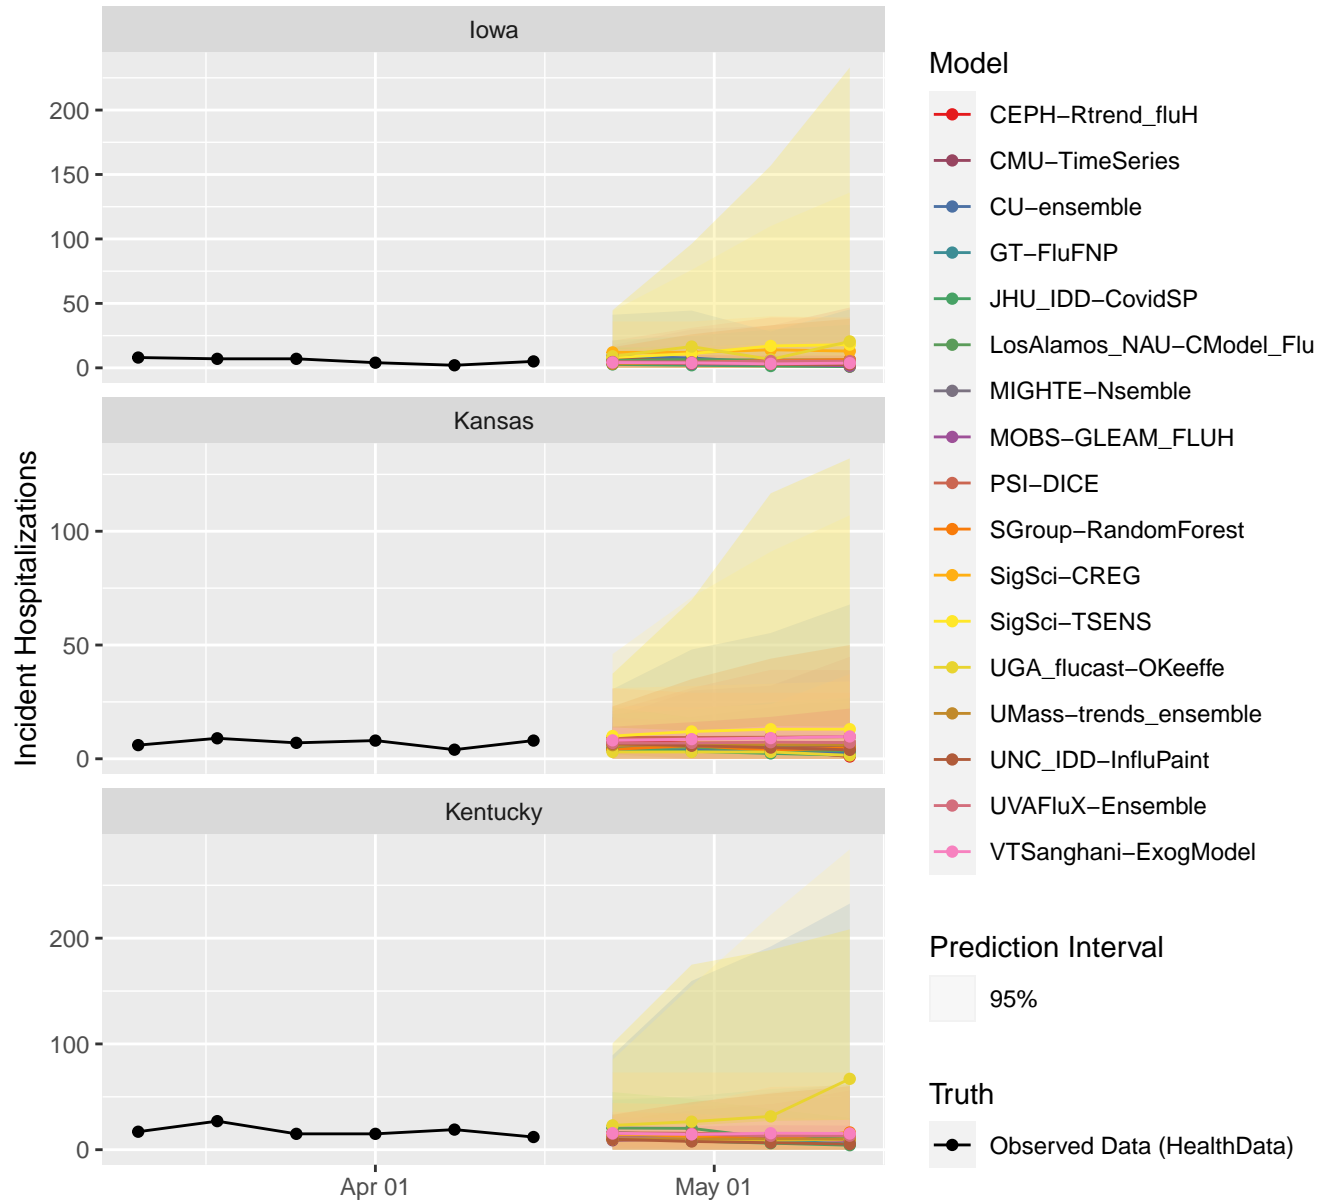 Iowa
200
150
100
50
0
Kansas
100
50
0
Kentucky
200
100
0
Apr 01
May 01
Incident Hospitalizations
Model
CEPH−Rtrend_fluH
CMU−TimeSeries
CU−ensemble
GT−FluFNP
JHU_IDD−CovidSP
LosAlamos_NAU−CModel_Flu
MIGHTE−Nsemble
MOBS−GLEAM_FLUH
PSI−DICE
SGroup−RandomForest
SigSci−CREG
SigSci−TSENS
UGA_flucast−OKeeffe
UMass−trends_ensemble
UNC_IDD−InfluPaint
UVAFluX−Ensemble
VTSanghani−ExogModel
Prediction Interval
95%
Truth
Observed Data (HealthData)